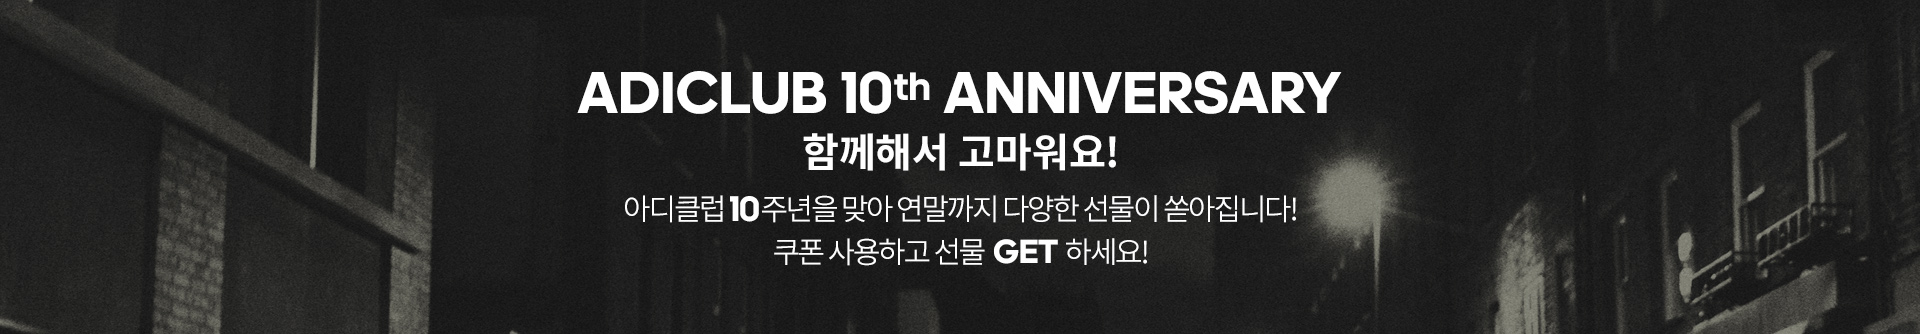 ADICLUB 10th ANNIVERSARY
함께해서 고마워요!
아디클럽 10주년을 맞아 연말까지 다양한 선물이 쏟아집니다!
쿠폰 사용하고 선물 GET 하세요!